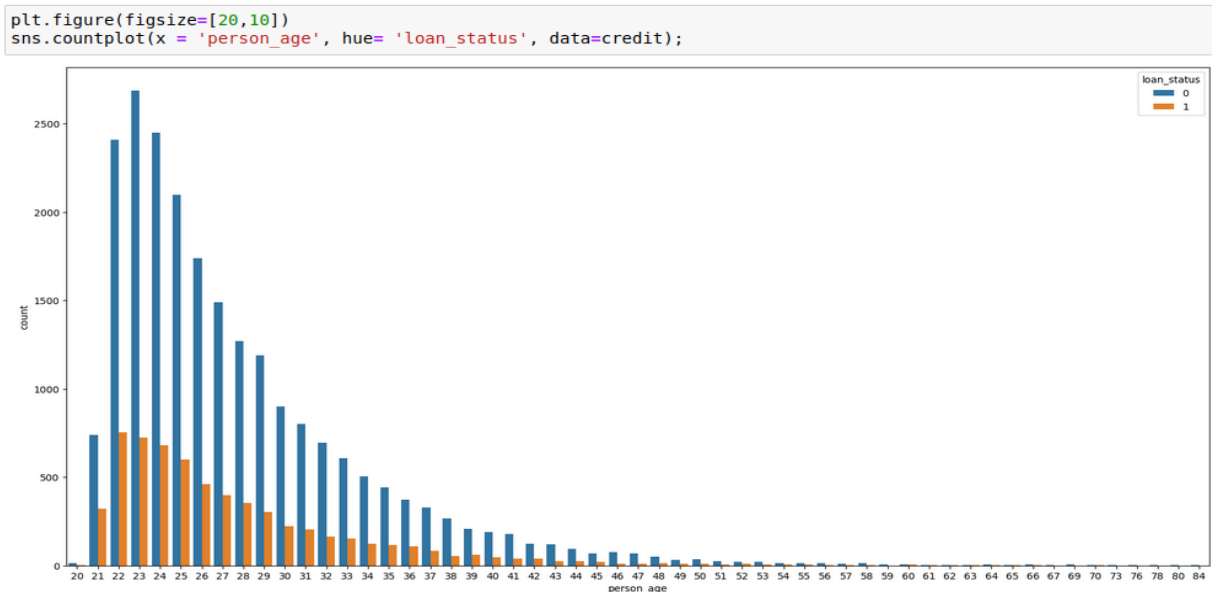 plt.figure(figsize=[20,10])
sns.countplot(x = 'person_age', hue= 'loan_status', data=credit);
loan_status
0
1
2500
2000
1500
1000
500
0
count
20 21 22 23 24 25 26 27 28 29 30 31 32 33 34 35 36 37 38 39 40 41 42 43 44 45 46 47 48 49 50 51 52 53 54 55 56 57 58 59 60 61 62 63 64 65 66 67 69 70 73 76 78 80 84
person_age